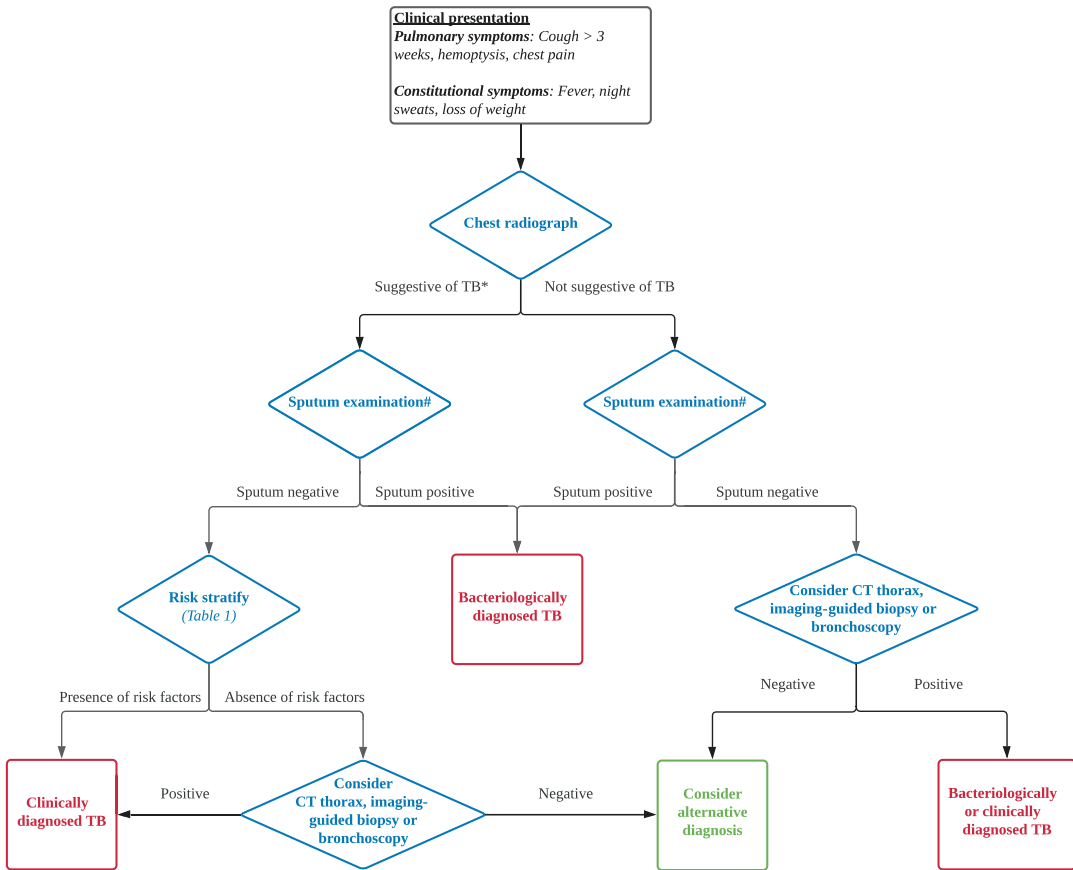 Clinical presentation
Pulmonary symptoms: Cough > 3
weeks, hemoptysis, chest pain
Constitutional symptoms: Fever, night
sweats, loss of weight
Chest radiograph
Suggestive of TB*
Not suggestive of TB
Sputum examination#
Sputum examination#
Sputum negative
Sputum positive
Sputum positive
Sputum negative
Risk stratify
(Table 1)
Bacteriologically
diagnosed TB
Consider CT thorax,
imaging-guided biopsy or
bronchoscopy
Presence of risk factors
Absence of risk factors
Negative
Positive
Clinically
diagnosed TB
Positive
Consider
CT thorax, imaging-
guided biopsy or
bronchoscopy
Negative
Consider
alternative
diagnosis
Bacteriologically
or clinically
diagnosed TB